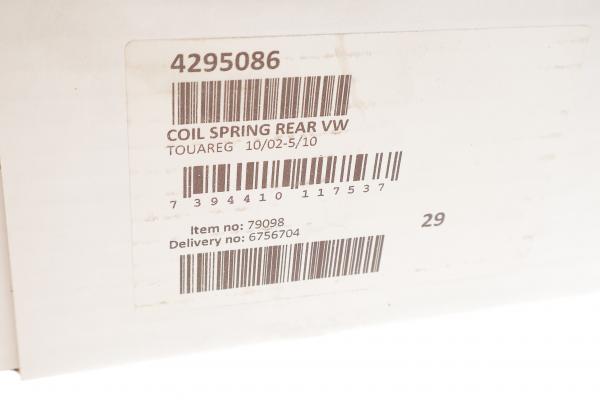 4295086
COIL SPRING REAR VW
TOUAREG 10/02-5/10
7 394410 117537
Item no: 79098
Delivery no: 6756704
29